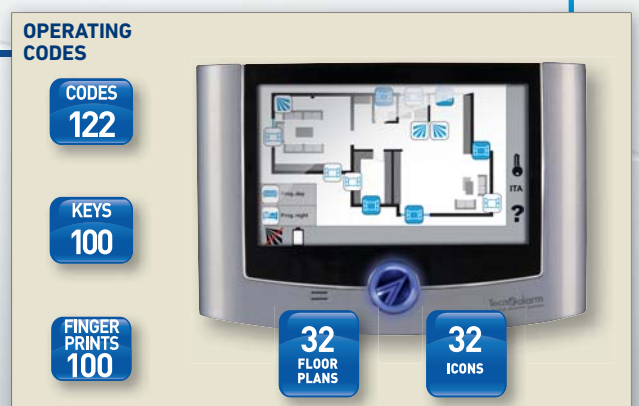 OPERATING
CODES
CODES
122
KEYS
100
FINGER
PRINTS
100
Prog.day
Prog.night
ITA
?
Tecnoalarm
32
FLOOR
PLANS
32
ICONS